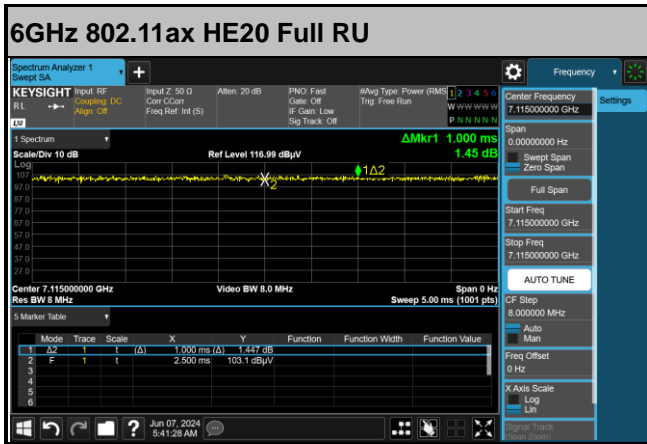 6GHz 802.11ax HE20 Full RU
Spectrum Analyzer 1
Swept SA
+
Frequency
KEYSIGHT
RL
LXI
Input: RF
Coupling: DC
Align: Off
Input Z: 50 Ω
Corr CCorr
Freq Ref: Int (S)
Atten: 20 dB
PNO: Fast
Gate: Off
IF Gain: Low
Sig Track: Off
#Avg Type: Power (RMS
Trig: Free Run
1 2 3 4 5 6
W W W W W W
P N N N N N
Center Frequency
7.115000000 GHz
Settings
1 Spectrum
Scale/Div 10 dB
Ref Level 116.99 dBµV
ΔMkr1 1.000 ms
1.45 dB
Log
107
97.0
87.0
77.0
67.0
57.0
47.0
37.0
27.0
1Δ2
2
Center 7.115000000 GHz
Res BW 8 MHz
Video BW 8.0 MHz
Span 0 Hz
Sweep 5.00 ms (1001 pts)
Span
0.00000000 Hz
Swept Span
Zero Span
Full Span
Start Freq
7.115000000 GHz
Stop Freq
7.115000000 GHz
AUTO TUNE
CF Step
8.000000 MHz
Auto
Man
Freq Offset
0 Hz
X Axis Scale
Log
Lin
Signal Track
(Span Zoom)
5 Marker Table
Mode Trace Scale X Y Function Function Width Function Value
1 Δ2 1 t (Δ) 1.000 ms (Δ) 1.447 dB
2 F 1 t 2.500 ms 103.1 dBµV
3
4
5
6
?
Jun 07, 2024
5:41:28 AM